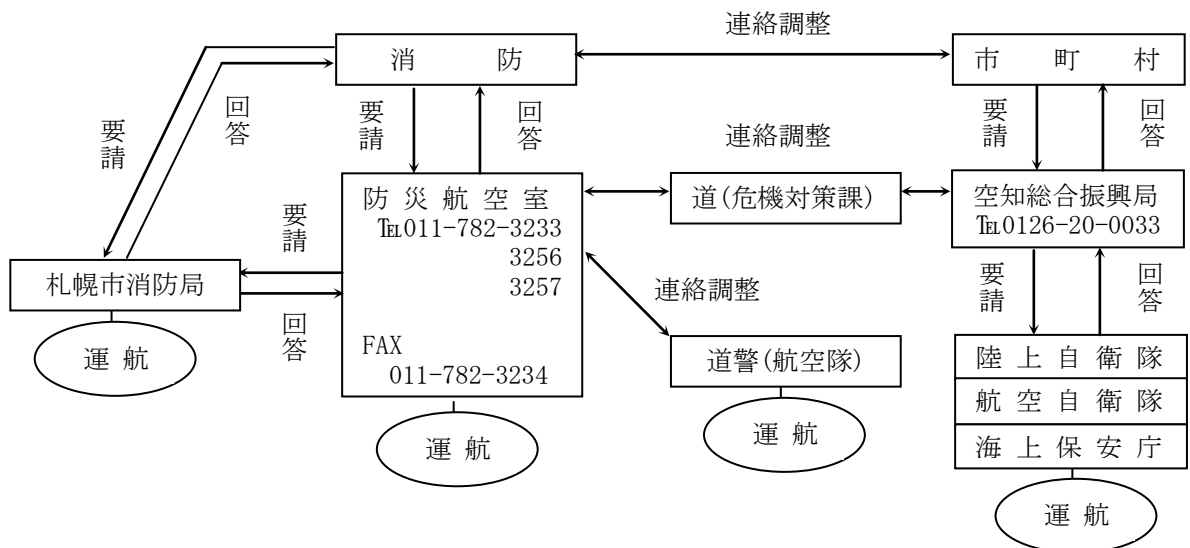 連絡調整
消防
市町村
要請
回答
要請
回答
要請
回答
連絡調整
防災航空室
℡011-782-3233
3256
3257
FAX
011-782-3234
道(危機対策課)
空知総合振興局
℡0126-20-0033
要請
札幌市消防局
回答
運航
連絡調整
要請
回答
道警(航空隊)
陸上自衛隊
航空自衛隊
海上保安庁
運航
運航
運航